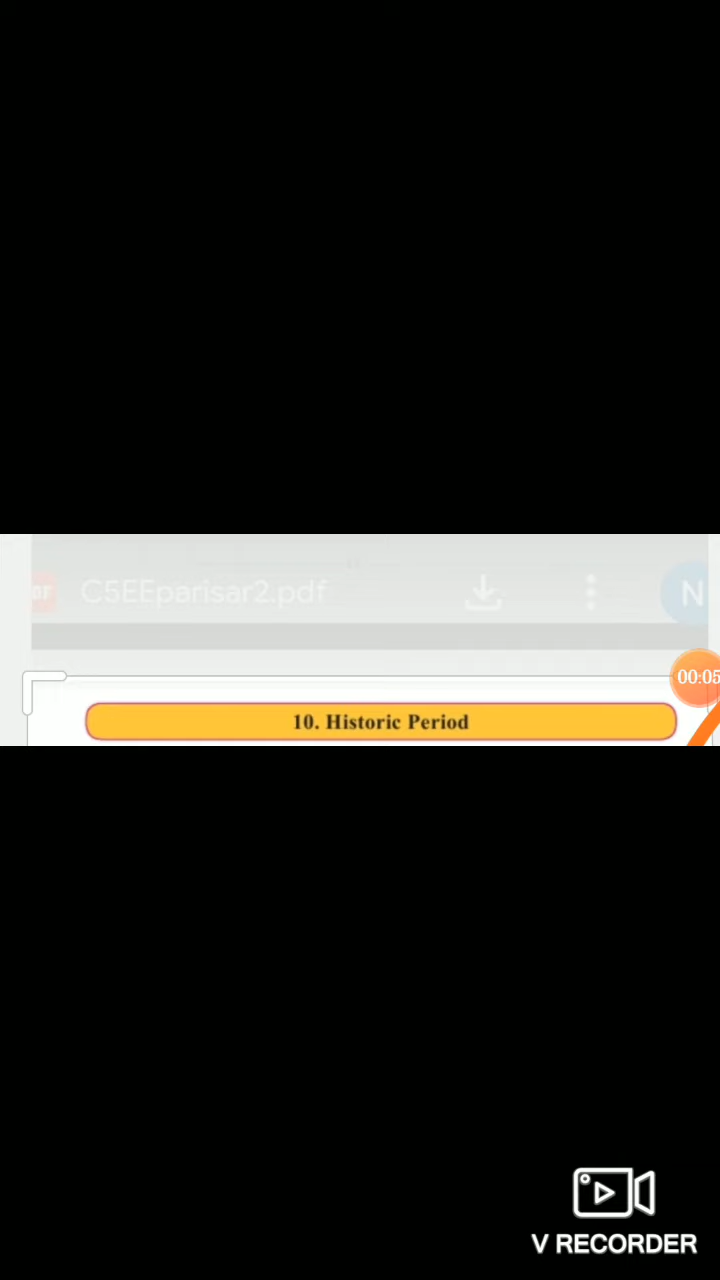 C5EEparisar2.pdf
N
00:05
10. Historic Period
V RECORDER